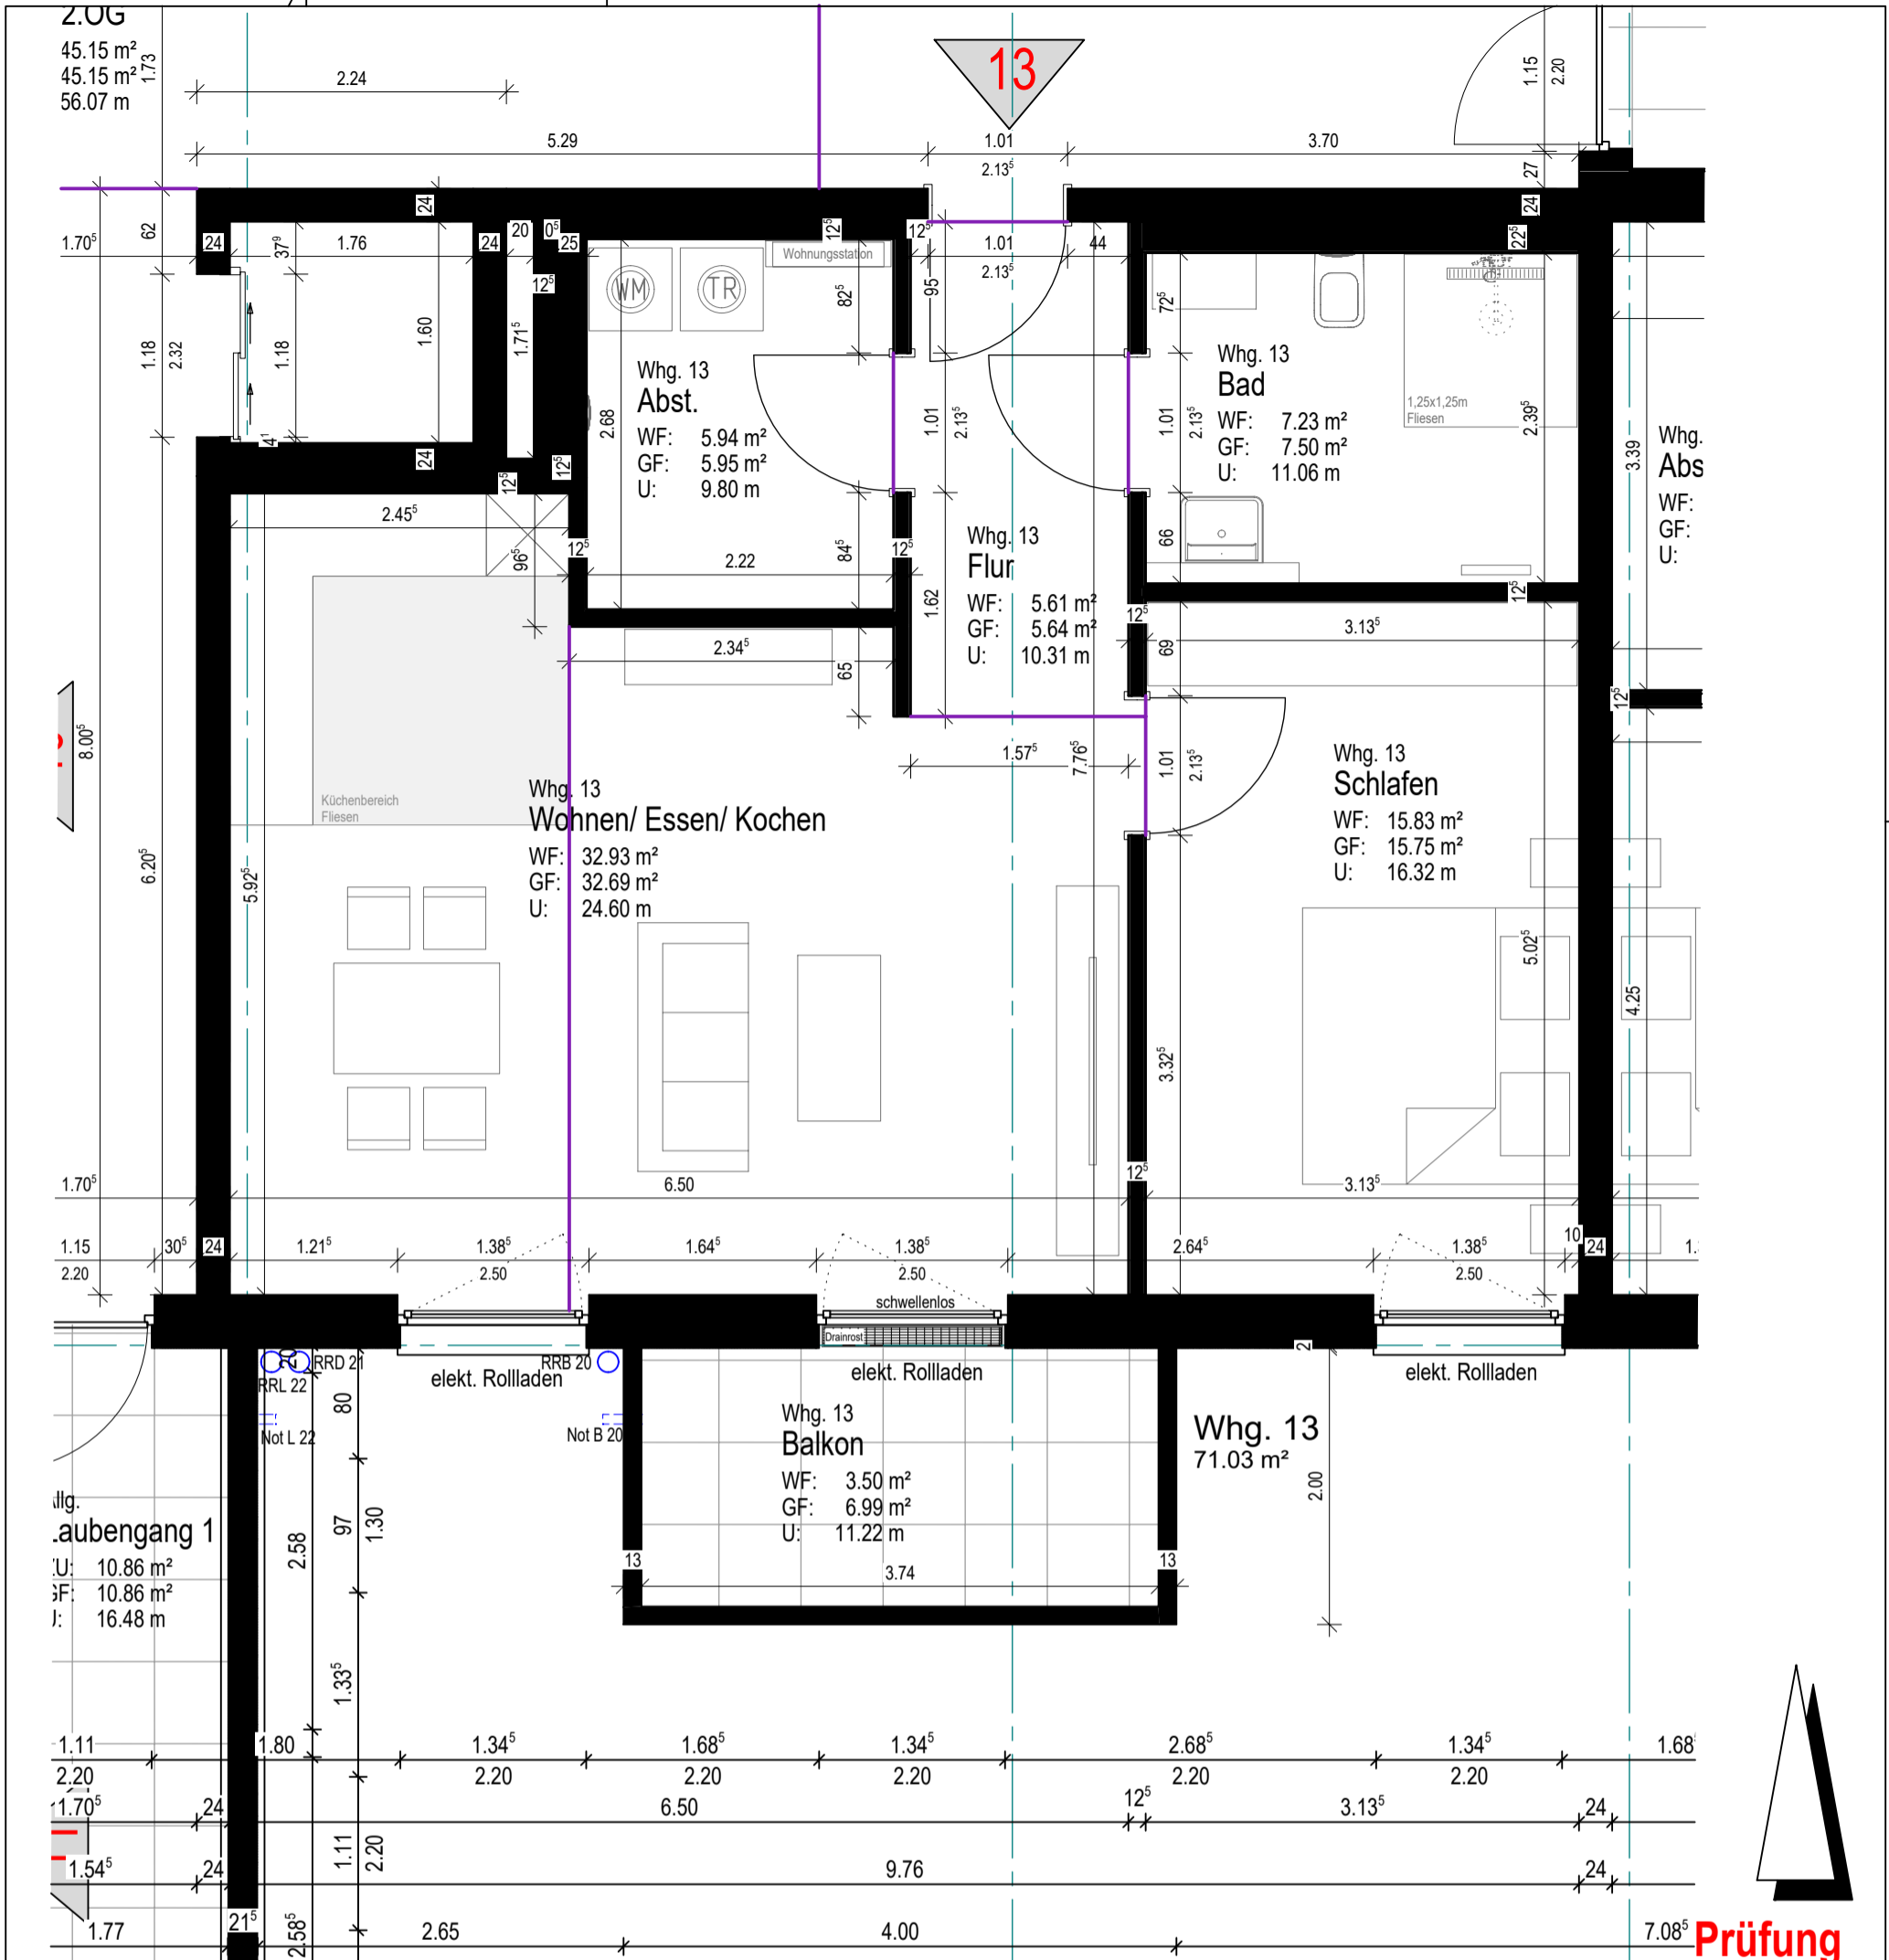 2.OG
45.15 m²
45.15 m²
56.07 m
1.73
2.24
13
1.15
2.20
5.29
1.01
2.13⁵
3.70
27
62
24
24
24
1.70⁵
24
37⁹
1.76
24
20
0⁵
25
12⁵
12⁵
1.01
2.13⁵
44
22⁵
Wohnungsstation
WM
TR
12⁵
82⁵
95
72⁵
1.18
2.32
1.18
1.60
1.71⁵
4¹
24
12⁵
12⁵
2.68
Whg. 13
Abst.
WF: 5.94 m²
GF: 5.95 m²
U: 9.80 m
1.01
2.13⁵
1.01
2.13⁵
Whg. 13
Bad
WF: 7.23 m²
GF: 7.50 m²
U: 11.06 m
1,25x1,25m
Fliesen
2.39⁵
3.39
Whg.
Abs
WF:
GF:
U:
2.45⁵
96⁵
12⁵
2.22
84⁵
12⁵
1.62
Whg. 13
Flur
WF: 5.61 m²
GF: 5.64 m²
U: 10.31 m
66
12⁵
12⁵
69
3.13⁵
2.34⁵
65
8.00⁵
12⁵
1.57⁵
7.76⁵
1.01
2.13⁵
Whg. 13
Schlafen
WF: 15.83 m²
GF: 15.75 m²
U: 16.32 m
Küchenbereich
Fliesen
Whg. 13
Wohnen/ Essen/ Kochen
WF: 32.93 m²
GF: 32.69 m²
U: 24.60 m
6.20⁵
5.92⁵
5.02⁵
4.25
3.32⁵
12⁵
1.70⁵
6.50
3.13⁵
1.15
2.20
30⁵
24
1.21⁵
1.38⁵
2.50
1.64⁵
1.38⁵
2.50
2.64⁵
1.38⁵
2.50
10
24
schwellenlos
Drainrost
20
RRD 21
RRL 22
RRB 20
elekt. Rollladen
elekt. Rollladen
2
elekt. Rollladen
80
Not L 22
Not B 20
Whg. 13
Balkon
WF: 3.50 m²
GF: 6.99 m²
U: 11.22 m
Whg. 13
71.03 m²
2.00
aubengang 1
10.86 m²
10.86 m²
16.48 m
2.58
97
1.30
13
3.74
13
1.33⁵
1.11
2.20
1.80
1.34⁵
2.20
1.68⁵
2.20
1.34⁵
2.20
2.68⁵
2.20
1.34⁵
2.20
1.68
1.70⁵
24
6.50
12⁵
3.13⁵
24
1.11
2.20
1.54⁵
24
9.76
24
1.77
21⁵
2.58⁵
2.65
4.00
7.08⁵
Prüfung